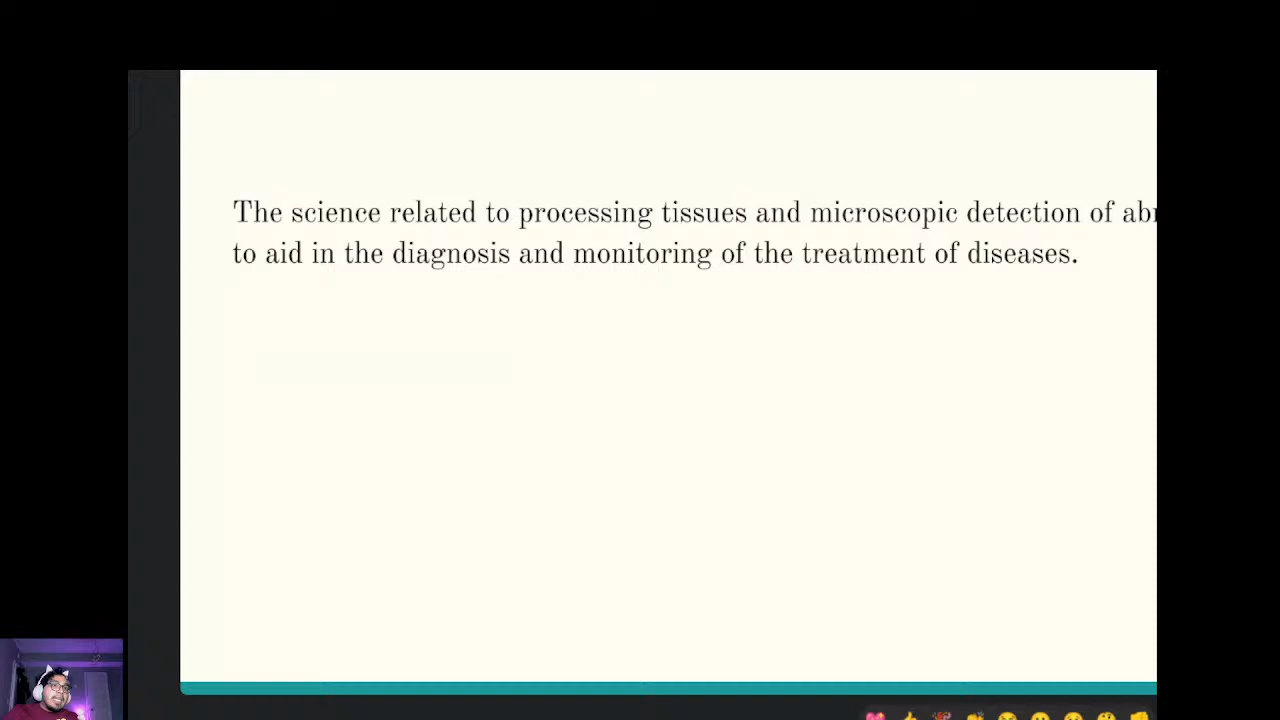 The science related to processing tissues and microscopic detection of
to aid in the diagnosis and monitoring of the treatment of diseases.